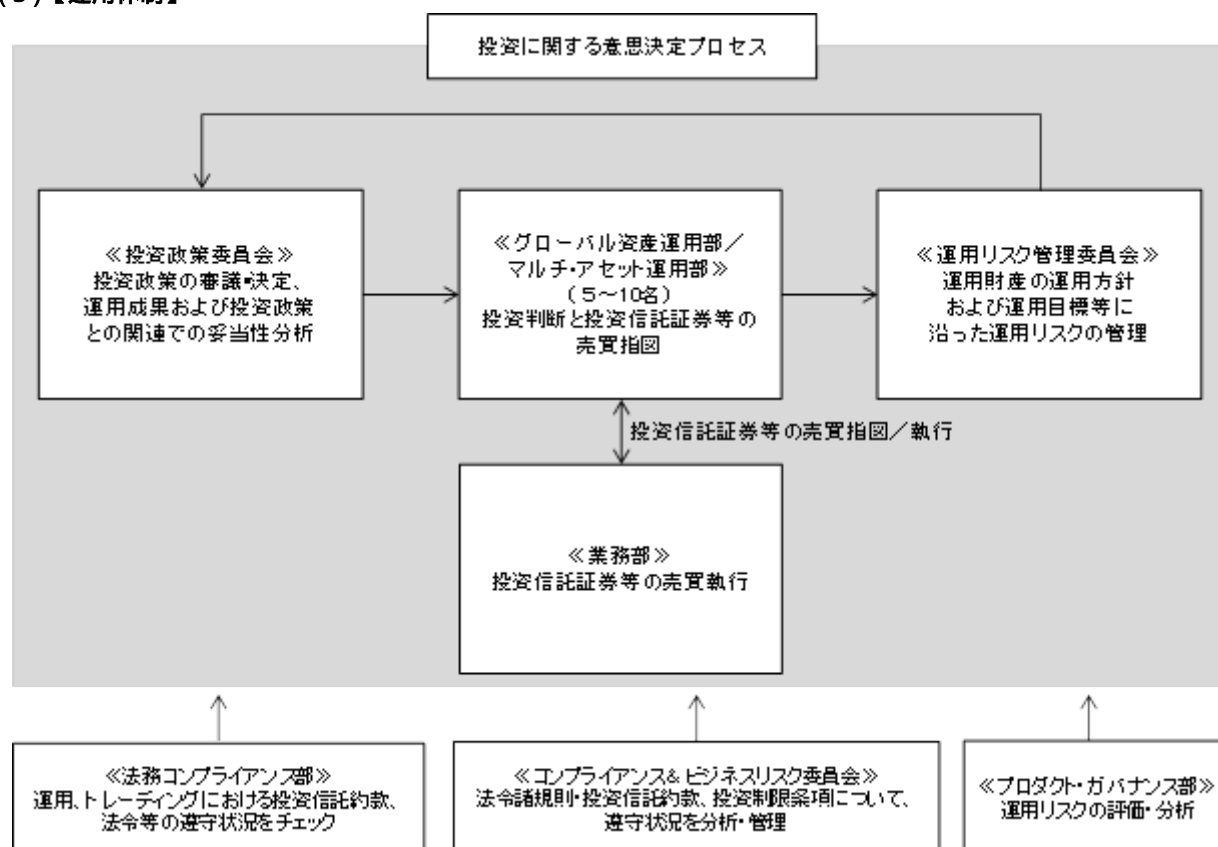 投資に関する意思決定プロセス
≪投資政策委員会≫
投資政策の審議・決定、
運用成果および投資政策
との関連での妥当性分析
≪グローバル資産運用部／
マルチ・アセット運用部≫
（５～10名）
投資判断と投資信託証券等の
売買指図
≪運用リスク管理委員会≫
運用財産の運用方針
および運用目標等に
沿った運用リスクの管理
投資信託証券等の売買指図／執行
≪業務部≫
投資信託証券等の売買執行
≪法務コンプライアンス部≫
運用、トレーディングにおける投資信託約款、
法令等の遵守状況をチェック
≪コンプライアンス& ビジネスリスク委員会≫
法令諸規則・投資信託約款、投資制限条項について、
遵守状況を分析・管理
≪プロダクト・ガバナンス部≫
運用リスクの評価・分析